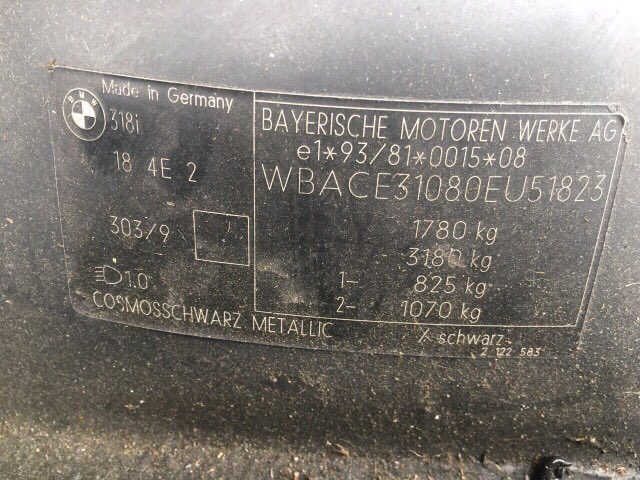 Made in Germany
BMW
318i
18 4E 2
303/9
1.0
COSMOSSCHWARZ METALLIC
BAYERISCHE MOTOREN WERKE AG
e1*93/81*0015*08
WBACE31080EU51823
1780 kg
3180 kg
1- 825 kg
2- 1070 kg
/ schwarz
Z 122 583